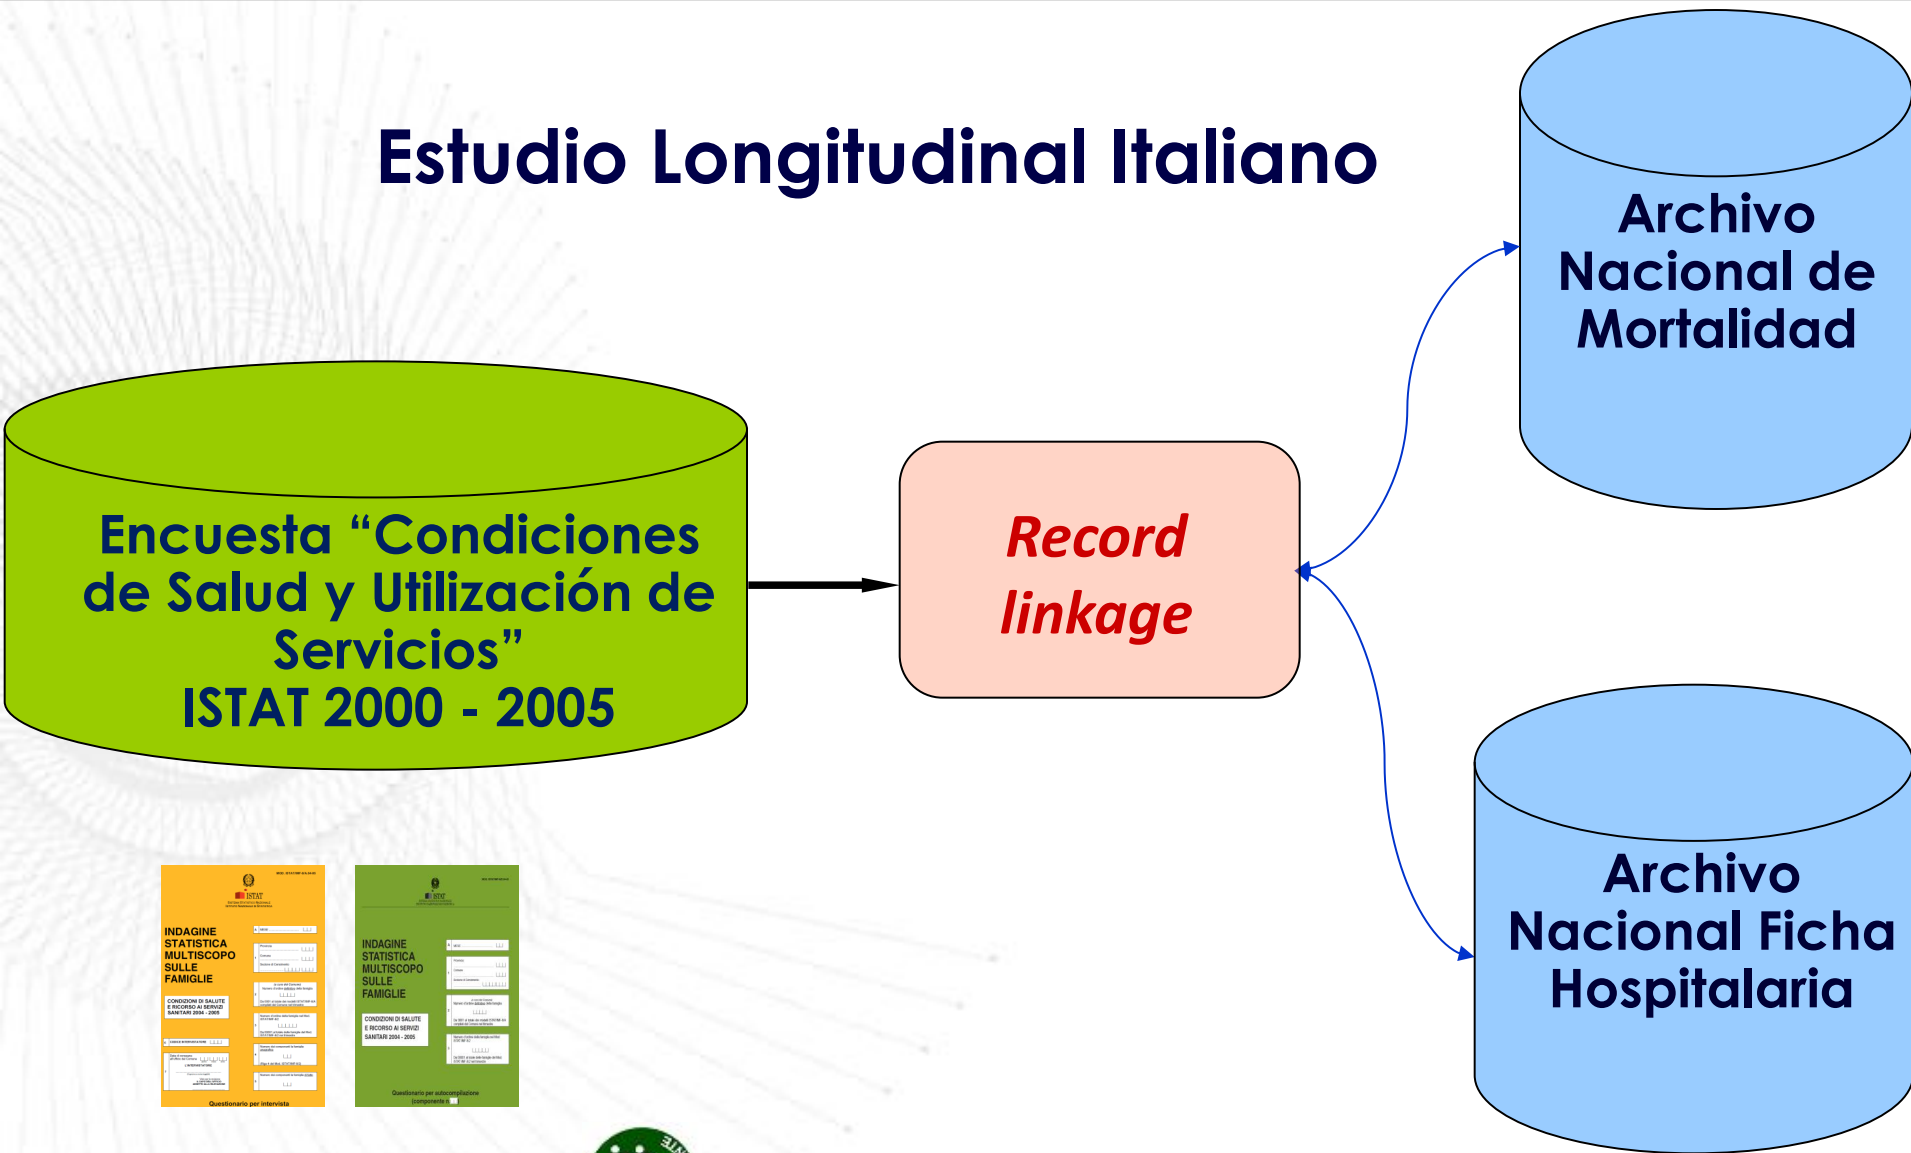 Estudio Longitudinal Italiano
Archivo
Nacional de
Mortalidad
Encuesta “Condiciones
de Salud y Utilización de
Servicios”
ISTAT 2000 - 2005
Record
linkage
Archivo
Nacional Ficha
Hospitalaria
ISTAT
INDAGINE
STATISTICA
MULTISCOPO
SULLE
FAMIGLIE
CONDIZIONI DI SALUTE
E RICORSO AI SERVIZI
SANITARI 2004 - 2005
Questionario per intervista
ISTAT
INDAGINE
STATISTICA
MULTISCOPO
SULLE
FAMIGLIE
CONDIZIONI DI SALUTE
E RICORSO AI SERVIZI
SANITARI 2004 - 2005
Questionario per autocompilazione
(componente n